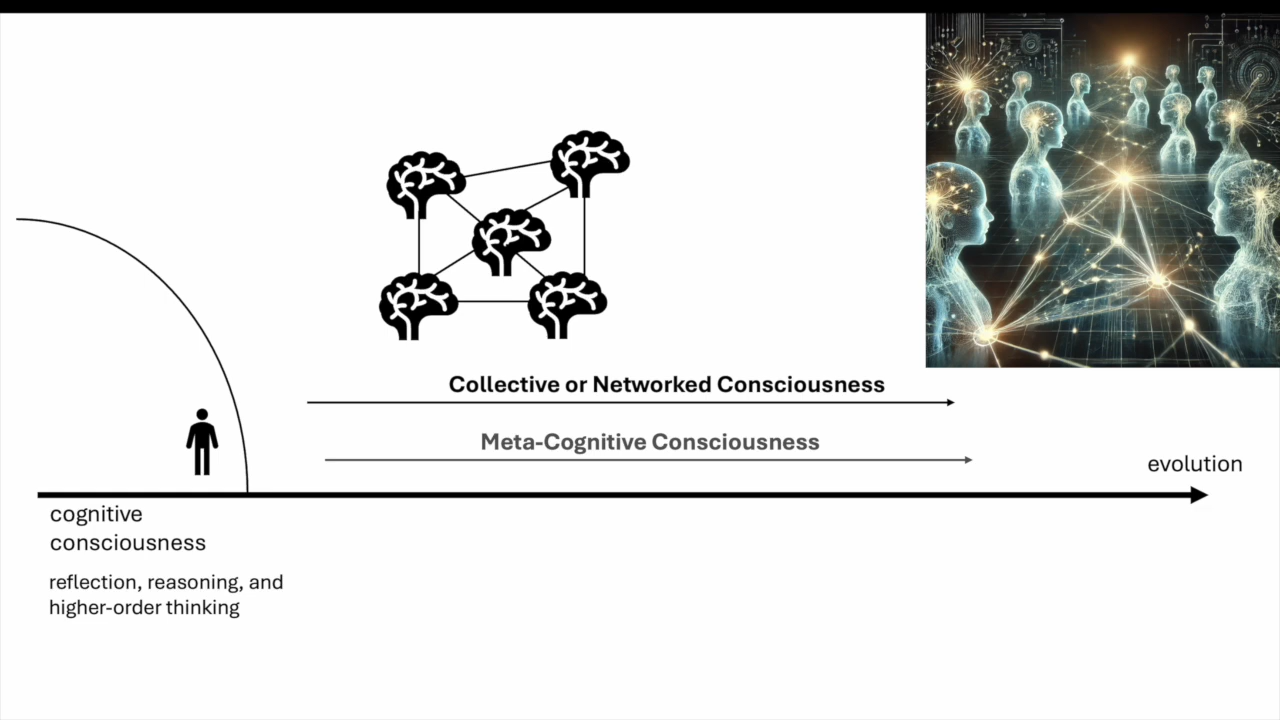 Collective or Networked Consciousness
Meta-Cognitive Consciousness
evolution
cognitive
consciousness
reflection, reasoning, and
higher-order thinking